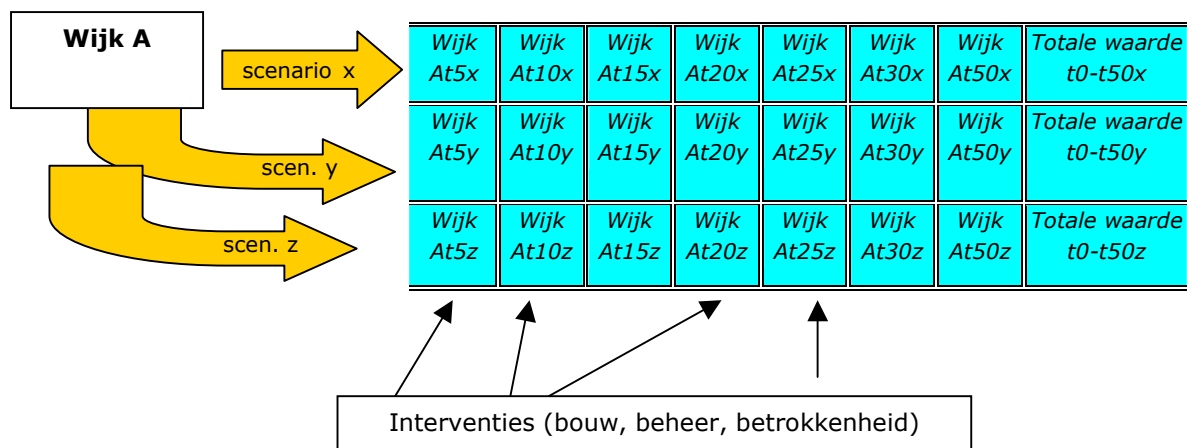 Wijk A
scenario x
Wijk Wijk Wijk Wijk Wijk Wijk Wijk Totale waarde
At5x At10x At15x At20x At25x At30x At50x t0-t50x
scen. y
Wijk Wijk Wijk Wijk Wijk Wijk Wijk Totale waarde
At5y At10y At15y At20y At25y At30y At50y t0-t50y
scen. z
Wijk Wijk Wijk Wijk Wijk Wijk Wijk Totale waarde
At5z At10z At15z At20z At25z At30z At50z t0-t50z
Interventies (bouw, beheer, betrokkenheid)